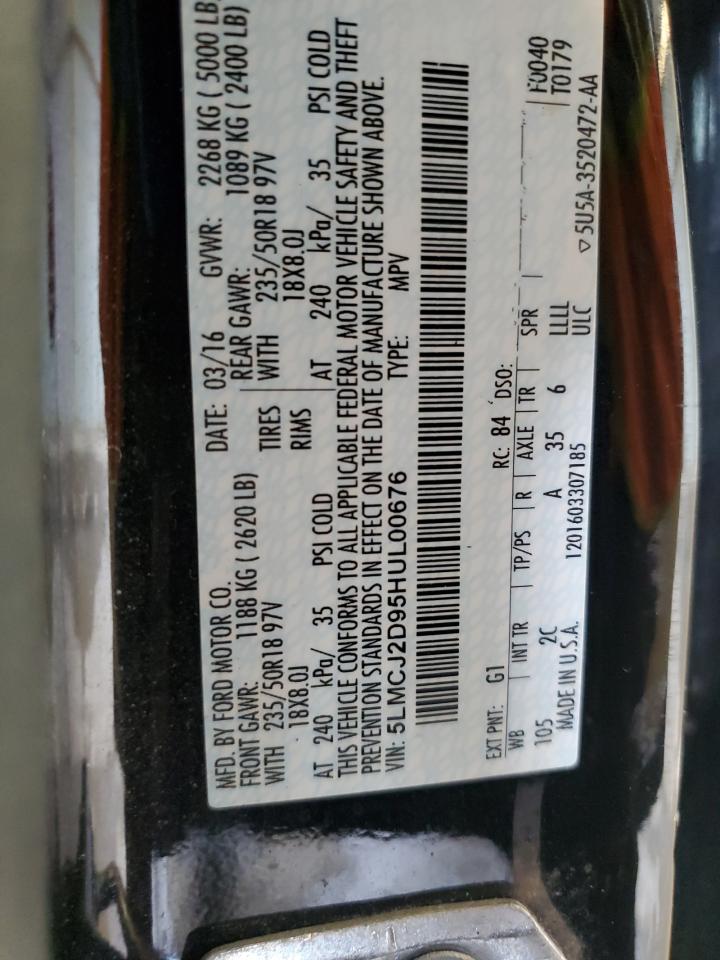 MFD. BY FORD MOTOR CO.
DATE: 03/16 GVWR: 2268 KG ( 5000 LB
FRONT GAWR: 1188 KG ( 2620 LB)
REAR GAWR: 1089 KG ( 2400 LB)
WITH 235/50R18 97V TIRES WITH 235/50R18 97V
18X8.0J RIMS 18X8.0J
AT 240 kPa/ 35 PSI COLD AT 240 kPa/ 35 PSI COLD
THIS VEHICLE CONFORMS TO ALL APPLICABLE FEDERAL MOTOR VEHICLE SAFETY AND THEFT
PREVENTION STANDARDS IN EFFECT ON THE DATE OF MANUFACTURE SHOWN ABOVE.
VIN: 5LMCJ2D95HUL00676 TYPE: MPV
EXT PNT: G1 RC: 84 DSO: F0040
WB INT TR TP/PS R AXLE TR SPR T0179
105 2C A 35 6 LLLL
MADE IN U.S.A. 1201603307185 ULC ▽5U5A-3520472-AA